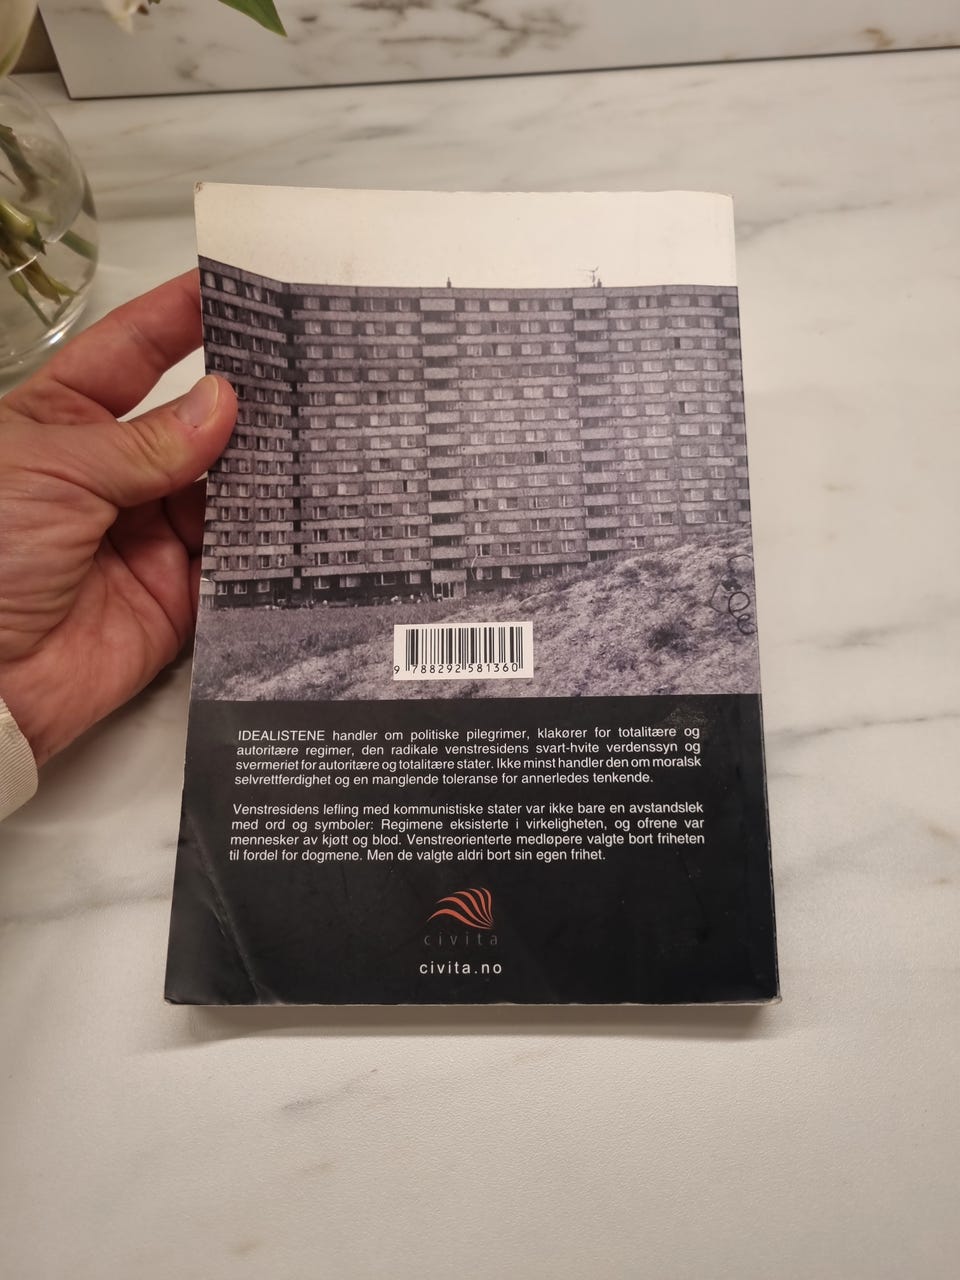 9 788292 581360
IDEALISTENE handler om politiske pilegrimer, klakører for totalitære og
autoritære regimer, den radikale venstresidens svart-hvite verdenssyn og
svermeriet for autoritære og totalitære stater. Ikke minst handler den om moralsk
selvrettferdighet og en manglende toleranse for annerledes tenkende.
Venstresidens lefling med kommunistiske stater var ikke bare en avstandslek
med ord og symboler: Regimene eksisterte i virkeligheten, og ofrene var
mennesker av kjøtt og blod. Venstreorienterte medløpere valgte bort friheten
til fordel for dogmene. Men de valgte aldri bort sin egen frihet.
civita
civita.no